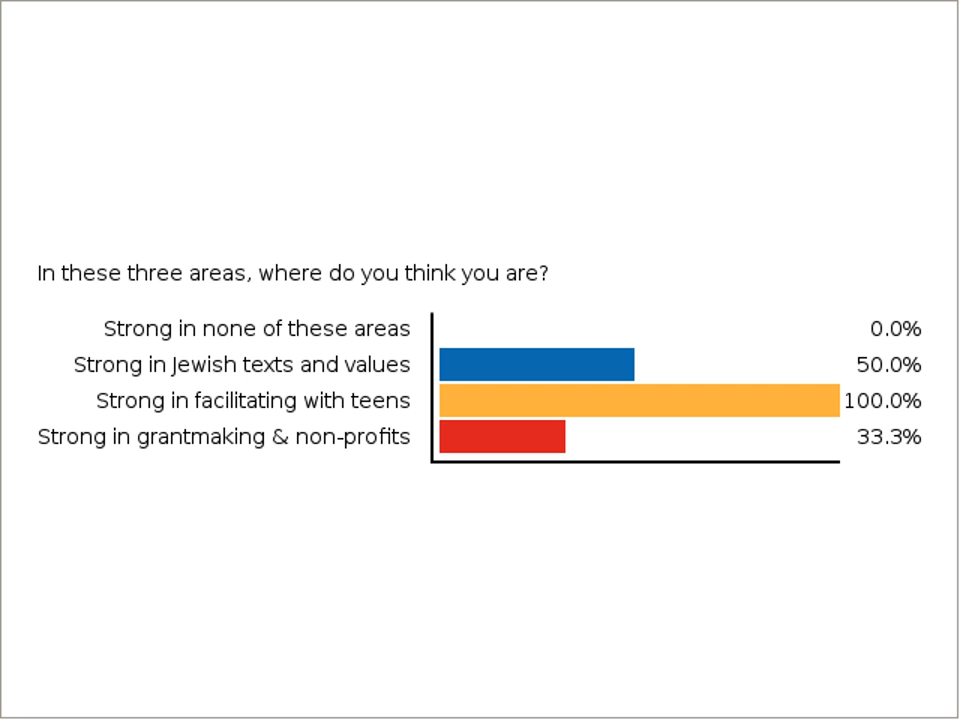 In these three areas, where do you think you are?
Strong in none of these areas 0.0%
Strong in Jewish texts and values 50.0%
Strong in facilitating with teens 100.0%
Strong in grantmaking & non-profits 33.3%